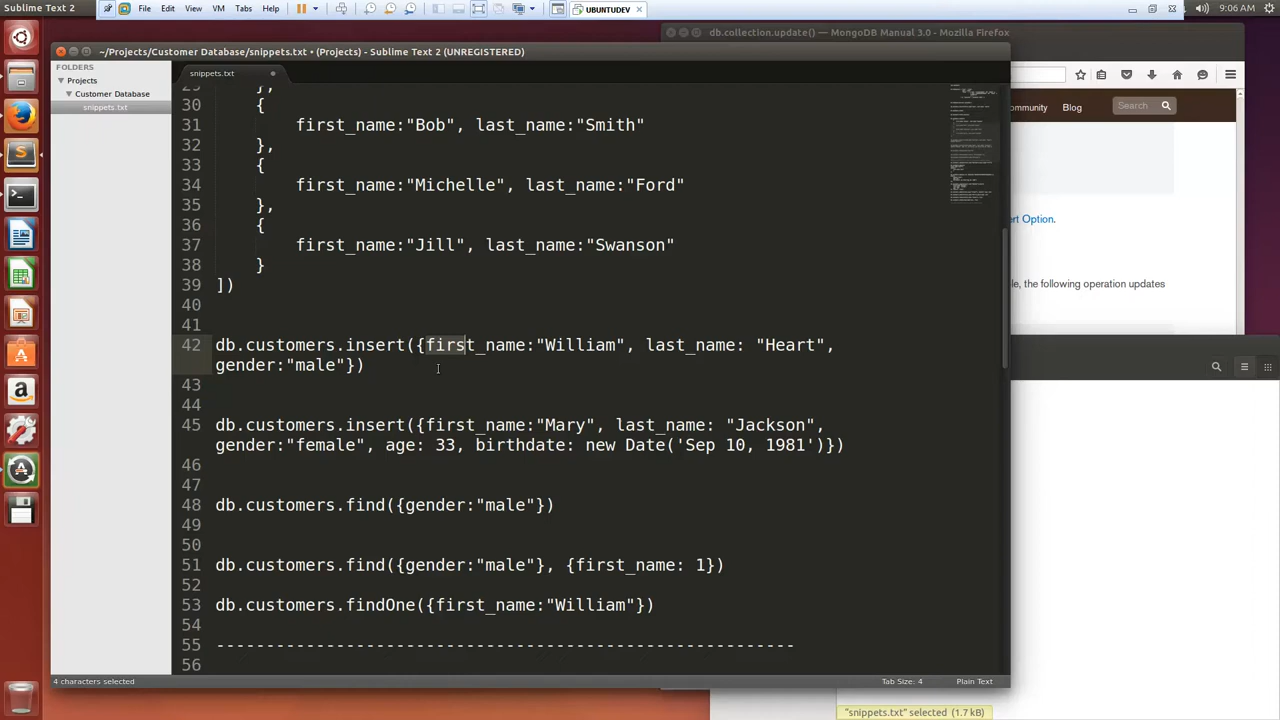 Sublime Text 2
File
Edit
View
VM
Tabs
Help
UBUNTUDEV
9:06 AM
db.collection.update() — MongoDB Manual 3.0 - Mozilla Firefox
~/Projects/Customer Database/snippets.txt • (Projects) - Sublime Text 2 (UNREGISTERED)
FOLDERS
Projects
Customer Database
snippets.txt
snippets.txt
29 },
30 {
31 first_name:"Bob", last_name:"Smith"
32 },
33 {
34 first_name:"Michelle" last_name:"Ford"
35 },
36 {
37 first_name:"Jill", last_name:"Swanson"
38 }
39 ])
40
41
42 db.customers.insert({first_name:"William", last_name: "Heart",
gender:"male"})
43
44
45 db.customers.insert({first_name:"Mary", last_name: "Jackson",
gender:"female", age: 33, birthdate: new Date('Sep 10, 1981')})
46
47
48 db.customers.find({gender:"male"})
49
50
51 db.customers.find({gender:"male"}, {first_name: 1})
52
53 db.customers.findOne({first_name:"William"})
54
55 ----------------------------------------------------------
56
4 characters selected
Tab Size: 4
Plain Text
ommunity
Blog
Search
ert Option.
le, the following operation updates
"snippets.txt" selected (1.7 kB)